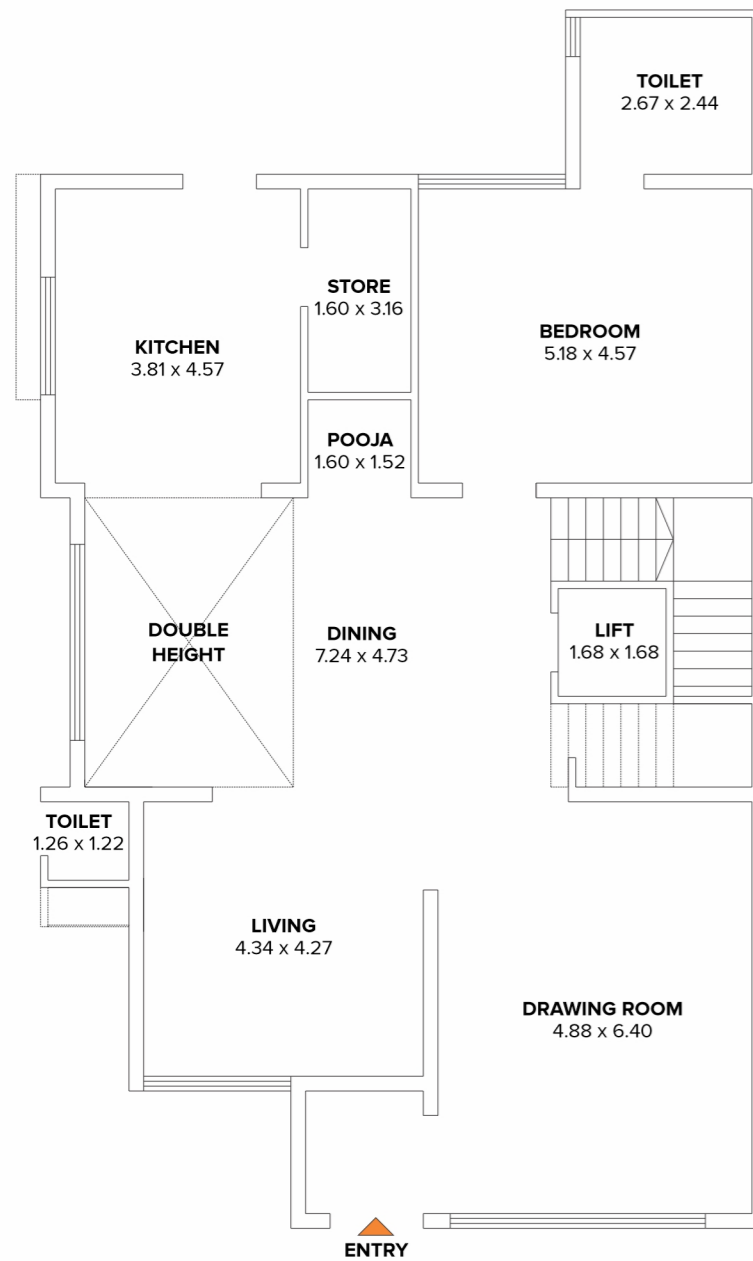 TOILET
2.67 x 2.44
STORE
1.60 x 3.16
BEDROOM
5.18 x 4.57
KITCHEN
3.81 x 4.57
POOJA
1.60 x 1.52
DOUBLE
HEIGHT
DINING
7.24 x 4.73
LIFT
1.68 x 1.68
TOILET
1.26 x 1.22
LIVING
4.34 x 4.27
DRAWING ROOM
4.88 x 6.40
ENTRY